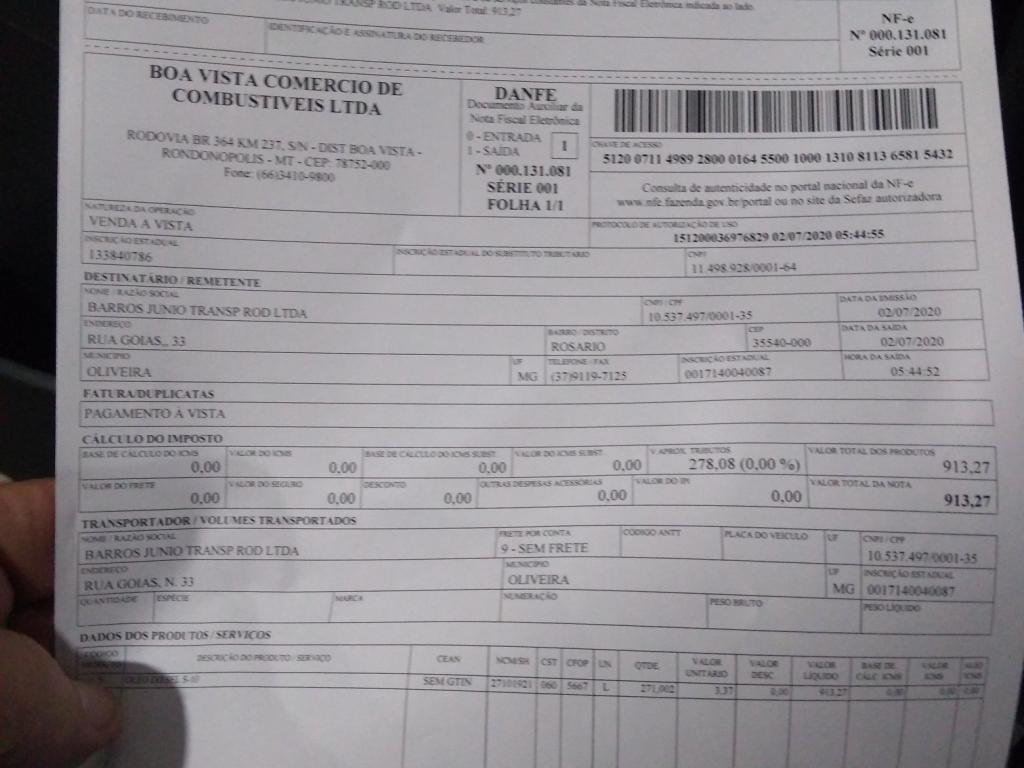 TRANSP ROD LTDA Valor Total: 913,27
constantes da Nota Fiscal Eletrônica indicada ao lado.
DATA DO RECEBIMENTO
IDENTIFICAÇÃO E ASSINATURA DO RECEBEDOR
NF-e
Nº 000.131.081
Série 001
BOA VISTA COMERCIO DE
COMBUSTIVEIS LTDA
RODOVIA BR 364 KM 237, S/N - DIST BOA VISTA -
RONDONOPOLIS - MT - CEP: 78752-000
Fone: (66)3410-9800
DANFE
Documento Auxiliar da
Nota Fiscal Eletrônica
0 - ENTRADA
1 - SAÍDA
1
Nº 000.131.081
SÉRIE 001
FOLHA 1/1
CHAVE DE ACESSO
5120 0711 4989 2800 0164 5500 1000 1310 8113 6581 5432
Consulta de autenticidade no portal nacional da NF-e
www.nfe.fazenda.gov.br/portal ou no site da Sefaz autorizadora
NATUREZA DA OPERAÇÃO
VENDA A VISTA
PROTOCOLO DE AUTORIZAÇÃO DE USO
151200036976829 02/07/2020 05:44:55
INSCRIÇÃO ESTADUAL
133840786
INSCRIÇÃO ESTADUAL DO SUBSTITUTO TRIBUTÁRIO
CNPJ
11.498.928/0001-64
DESTINATÁRIO / REMETENTE
NOME / RAZÃO SOCIAL
BARROS JUNIO TRANSP ROD LTDA
CNPJ / CPF
10.537.497/0001-35
DATA DA EMISSÃO
02/07/2020
ENDEREÇO
RUA GOIAS,, 33
BAIRRO / DISTRITO
ROSARIO
CEP
35540-000
DATA DA SAÍDA
02/07/2020
MUNICÍPIO
OLIVEIRA
UF
MG
TELEFONE / FAX
(37)9119-7125
INSCRIÇÃO ESTADUAL
0017140040087
HORA DA SAÍDA
05:44:52
FATURA/DUPLICATAS
PAGAMENTO À VISTA
CÁLCULO DO IMPOSTO
BASE DE CÁLCULO DO ICMS
0,00
VALOR DO ICMS
0,00
BASE DE CÁLCULO DO ICMS SUBST.
0,00
VALOR DO ICMS SUBST.
0,00
V. APROX. TRIBUTOS
278,08 (0,00 %)
VALOR TOTAL DOS PRODUTOS
913,27
VALOR DO FRETE
0,00
VALOR DO SEGURO
0,00
DESCONTO
0,00
OUTRAS DESPESAS ACESSÓRIAS
0,00
VALOR DO IPI
0,00
VALOR TOTAL DA NOTA
913,27
TRANSPORTADOR / VOLUMES TRANSPORTADOS
NOME / RAZÃO SOCIAL
BARROS JUNIO TRANSP ROD LTDA
FRETE POR CONTA
9 - SEM FRETE
CODIGO ANTT
PLACA DO VEICULO
UF
CNPJ / CPF
10.537.497/0001-35
ENDEREÇO
RUA GOIAS, N. 33
MUNICÍPIO
OLIVEIRA
UF
MG
INSCRIÇÃO ESTADUAL
0017140040087
QUANTIDADE
ESPÉCIE
MARCA
NUMERAÇÃO
PESO BRUTO
PESO LÍQUIDO
DADOS DOS PRODUTOS / SERVIÇOS
CÓDIGO
DESCRIÇÃO DO PRODUTO / SERVIÇO
CEAN
NCM/SH
CST
CFOP
UN
QTDE.
VALOR UNITÁRIO
VALOR DESC
VALOR LÍQUIDO
BASE DE CÁLC. ICMS
VALOR ICMS
OLEO DIESEL S-10 SEM GTIN 27101921 060 5667 L 271,002 3,37 0,00 913,27 0,00 0,00 0,00